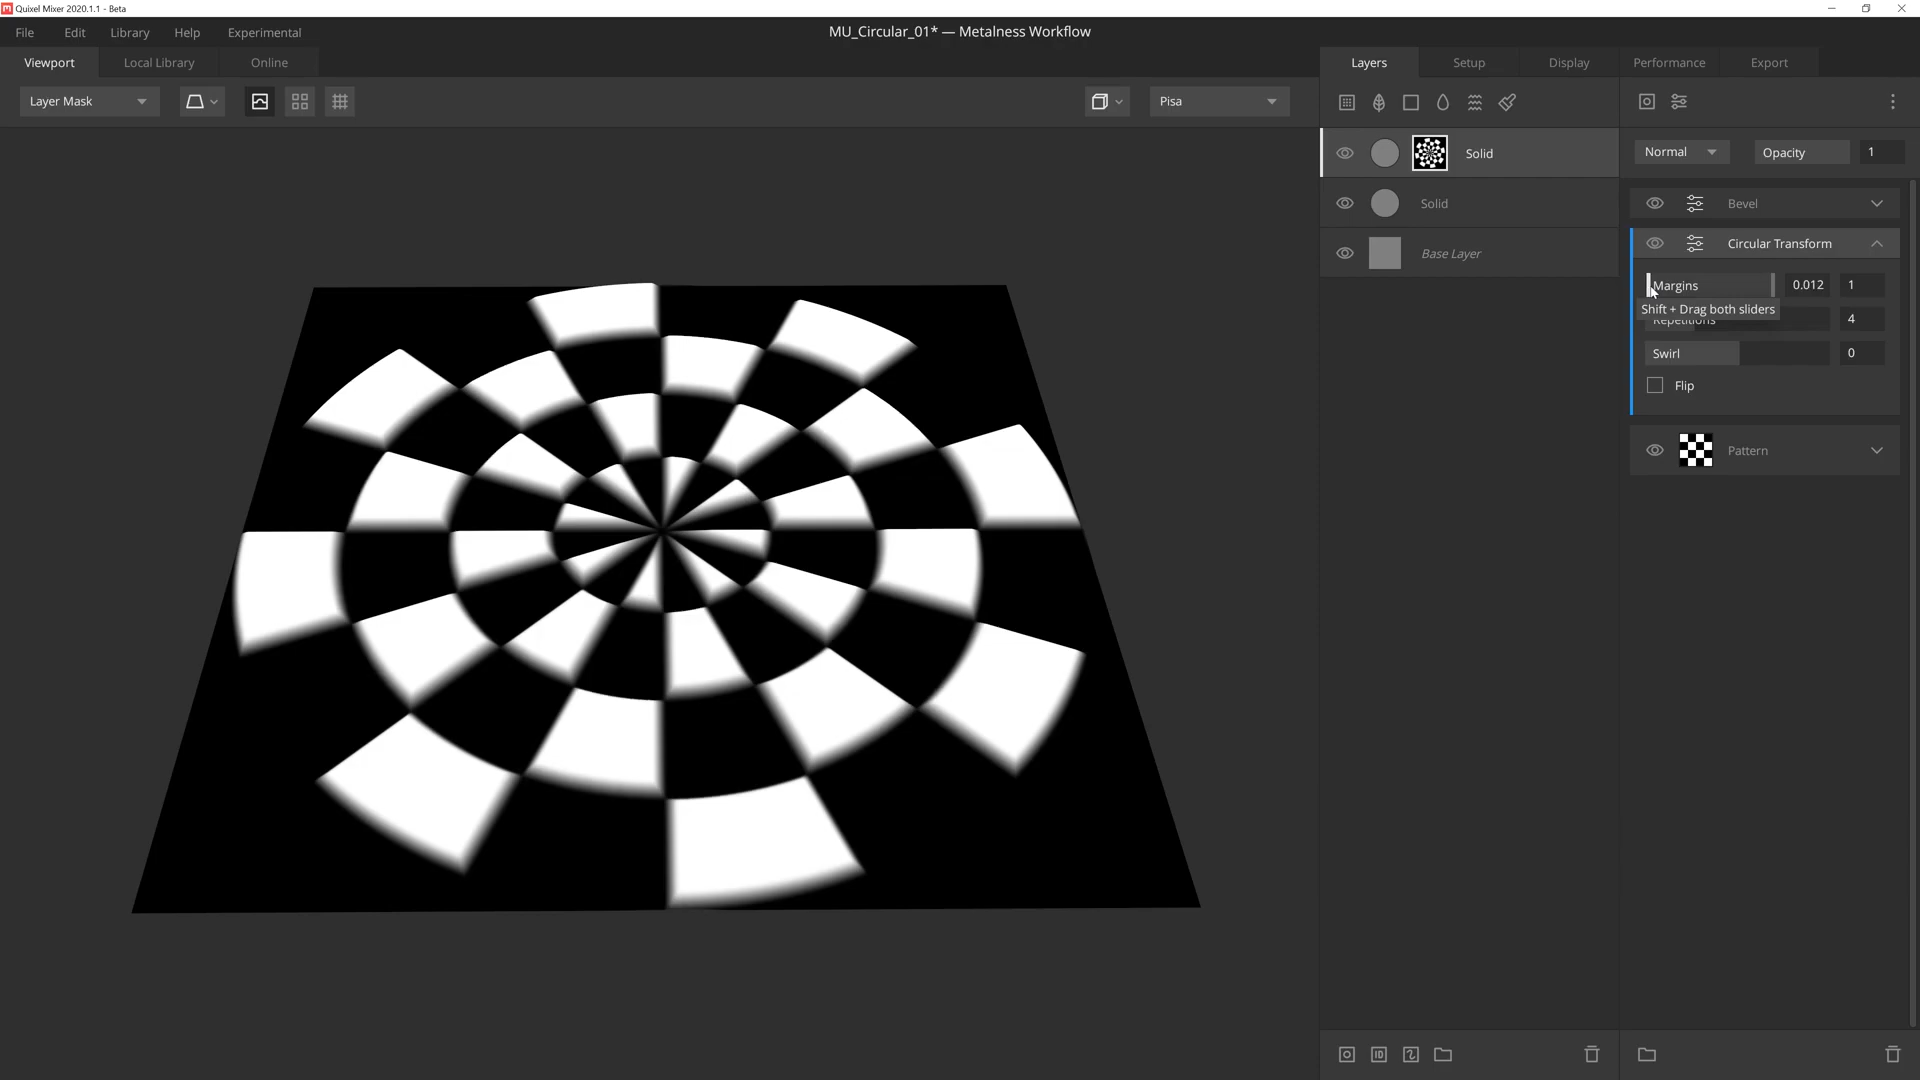 Quixel Mixer 2020.1.1 - Beta
File Edit Library Help Experimental
MU_Circular_01* — Metalness Workflow
Viewport Local Library Online
Layers Setup Display Performance Export
Layer Mask
Pisa
Solid
Solid
Base Layer
Normal Opacity 1
Bevel
Circular Transform
Margins 0.012 1
Shift + Drag both sliders
Repetitions 4
Swirl 0
Flip
Pattern